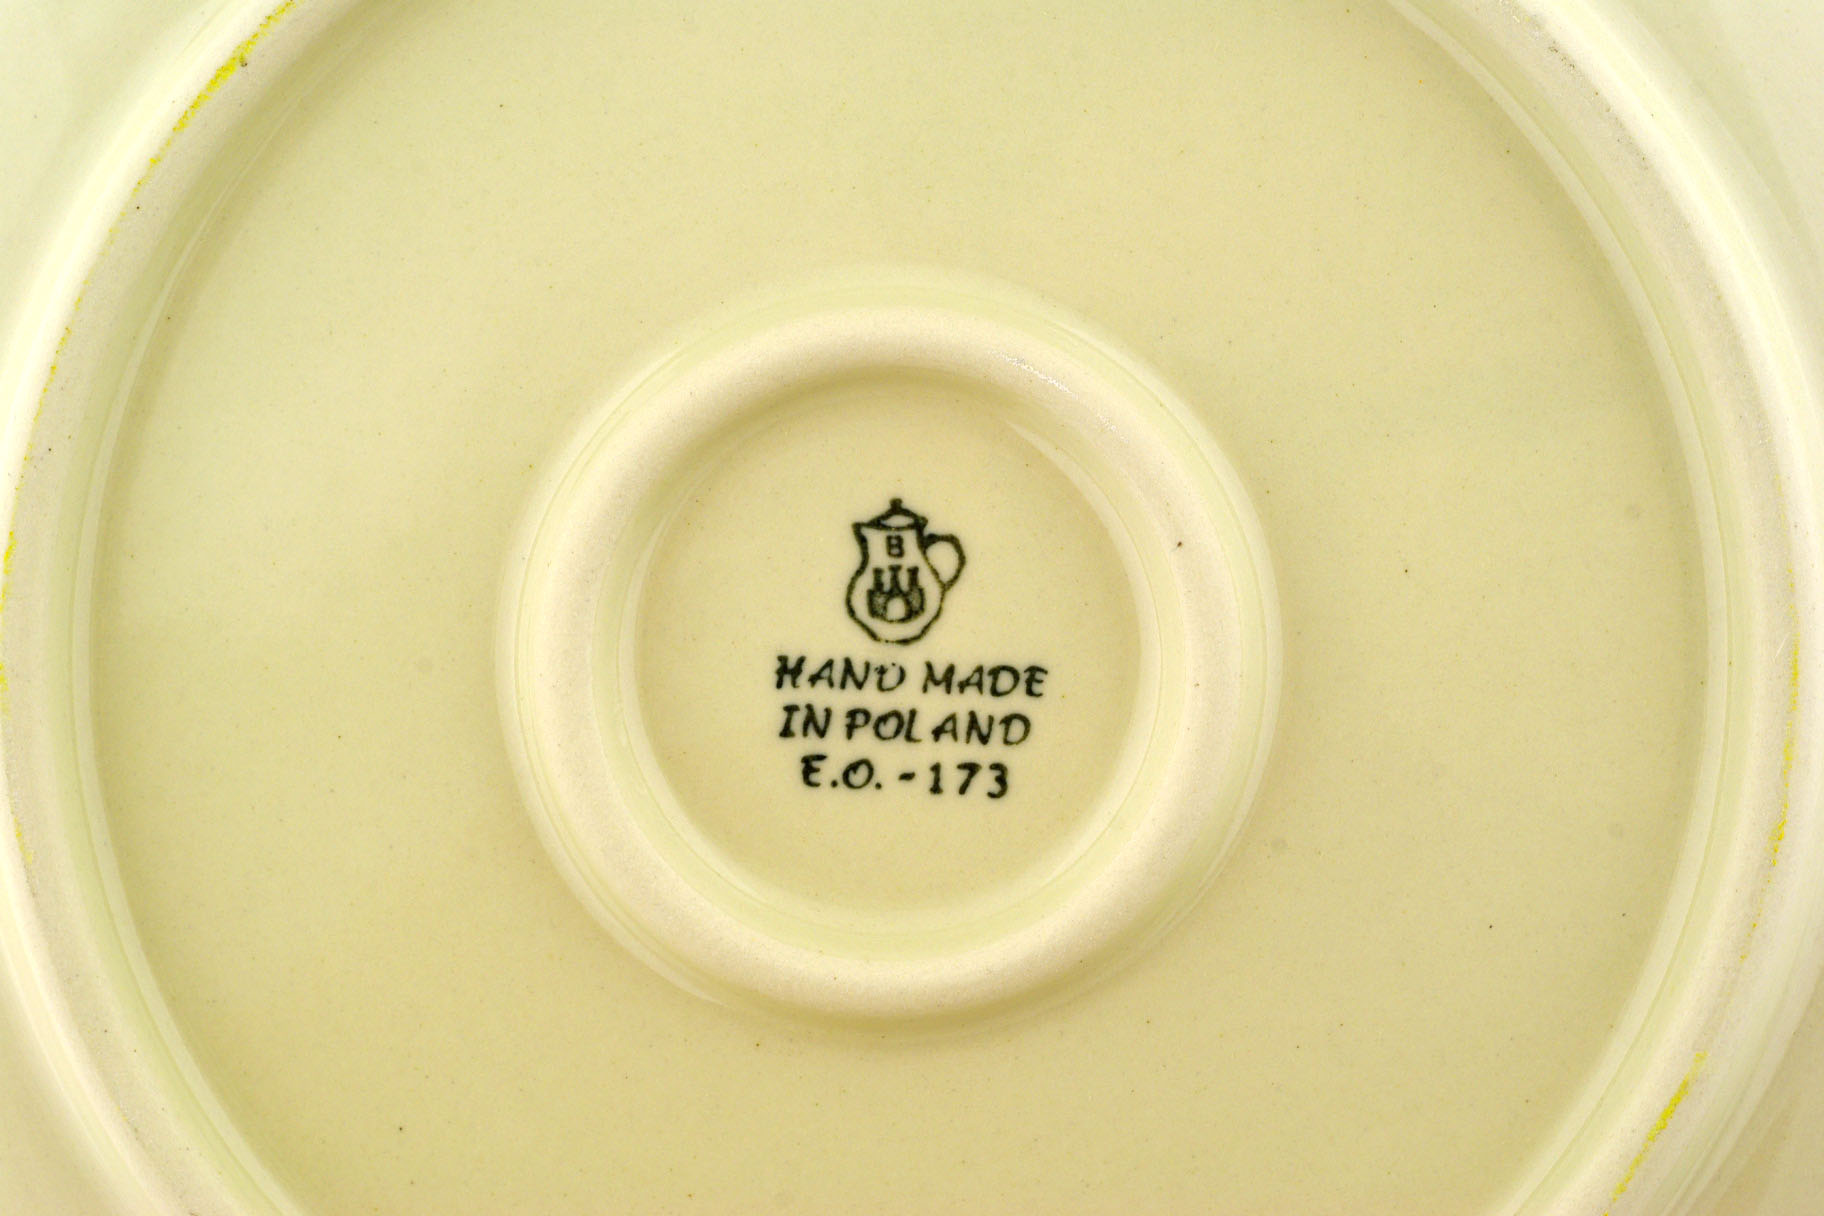 B
HAND MADE
IN POLAND
E.O. - 173